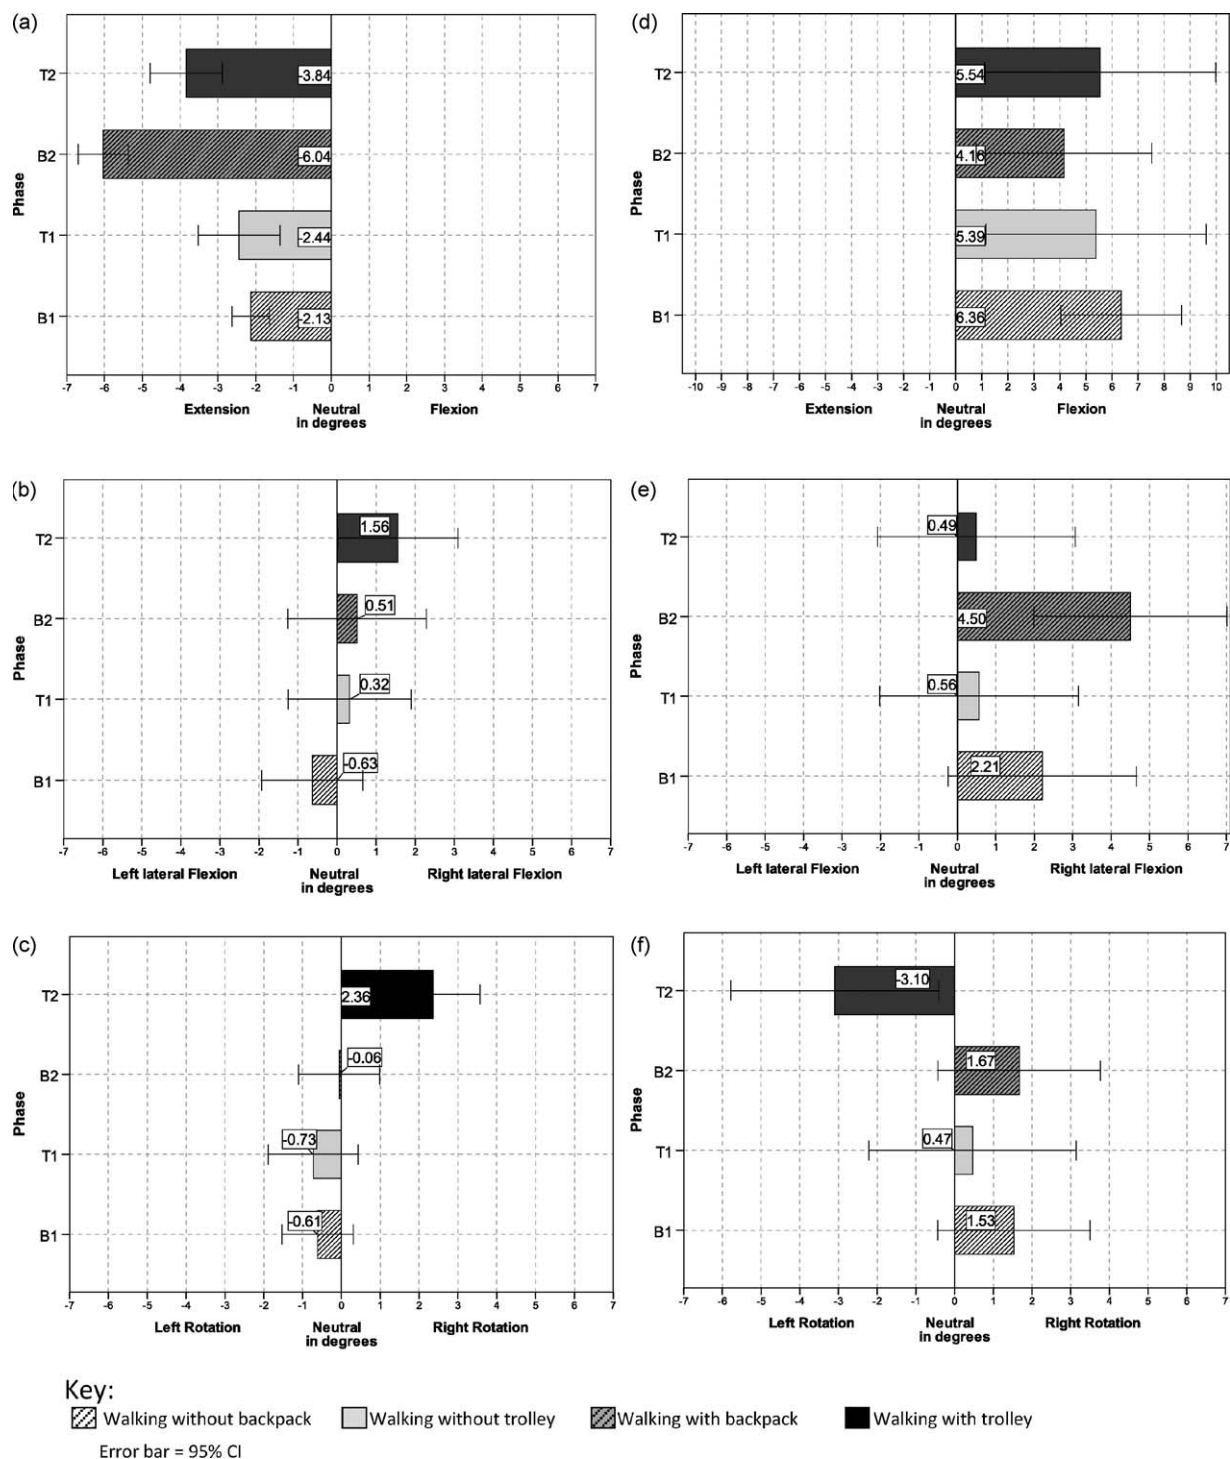 (a)
Phase
T2
-3.84
B2
-6.04
T1
-2.44
B1
-2.13
-7 -6 -5 -4 -3 -2 -1 0 1 2 3 4 5 6 7
Extension Neutral in degrees Flexion
(d)
Phase
T2
5.54
B2
4.16
T1
5.39
B1
6.36
-10 -9 -8 -7 -6 -5 -4 -3 -2 -1 0 1 2 3 4 5 6 7 8 9 10
Extension Neutral in degrees Flexion
(b)
Phase
T2
1.56
B2
0.51
T1
0.32
B1
-0.63
-7 -6 -5 -4 -3 -2 -1 0 1 2 3 4 5 6 7
Left lateral Flexion Neutral in degrees Right lateral Flexion
(e)
Phase
T2
0.49
B2
4.50
T1
0.56
B1
2.21
-7 -6 -5 -4 -3 -2 -1 0 1 2 3 4 5 6 7
Left lateral Flexion Neutral in degrees Right lateral Flexion
(c)
Phase
T2
2.36
B2
-0.06
T1
-0.73
B1
-0.61
-7 -6 -5 -4 -3 -2 -1 0 1 2 3 4 5 6 7
Left Rotation Neutral in degrees Right Rotation
(f)
Phase
T2
-3.10
B2
1.67
T1
0.47
B1
1.53
-7 -6 -5 -4 -3 -2 -1 0 1 2 3 4 5 6 7
Left Rotation Neutral in degrees Right Rotation
Key:
Walking without backpack Walking without trolley Walking with backpack Walking with trolley
Error bar = 95% CI